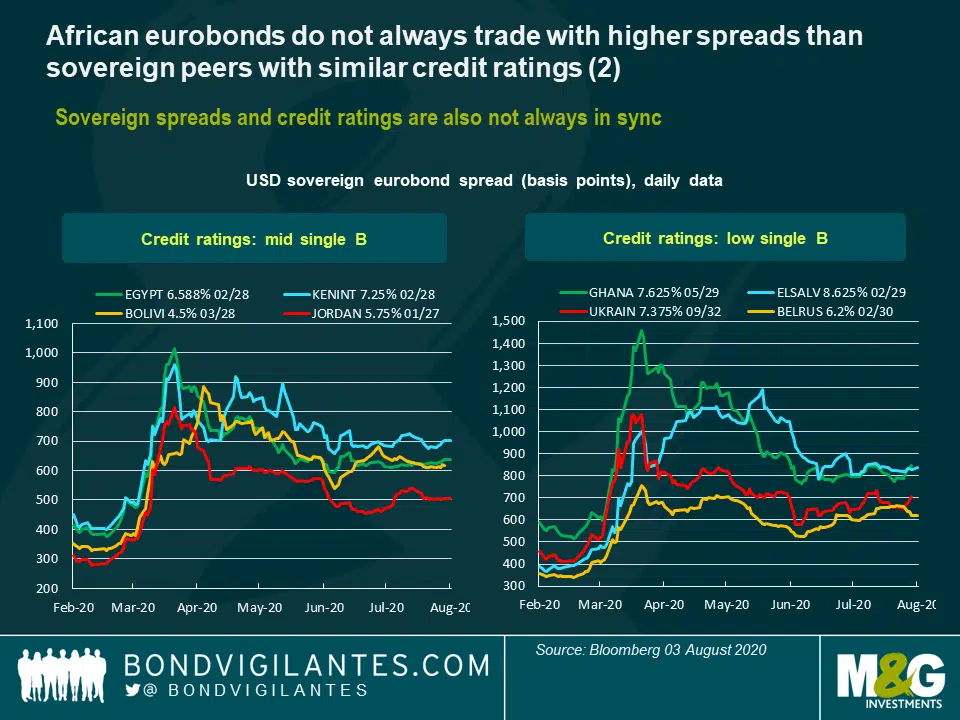 African eurobonds do not always trade with higher spreads than
sovereign peers with similar credit ratings (2)
Sovereign spreads and credit ratings are also not always in sync
USD sovereign eurobond spread (basis points), daily data
Credit ratings: mid single B
EGYPT 6.588% 02/28
KENINT 7.25% 02/28
BOLIVI 4.5% 03/28
JORDAN 5.75% 01/27
1,100
1,000
900
800
700
600
500
400
300
200
Feb-20 Mar-20 Apr-20 May-20 Jun-20 Jul-20 Aug-20
Credit ratings: low single B
GHANA 7.625% 05/29
ELSALV 8.625% 02/29
UKRAIN 7.375% 09/32
BELRUS 6.2% 02/30
1,500
1,400
1,300
1,200
1,100
1,000
900
800
700
600
500
400
300
Feb-20 Mar-20 Apr-20 May-20 Jun-20 Jul-20 Aug-20
BONDVIGILANTES.COM
@BONDVIGILANTES
Source: Bloomberg 03 August 2020
M&G
INVESTMENTS